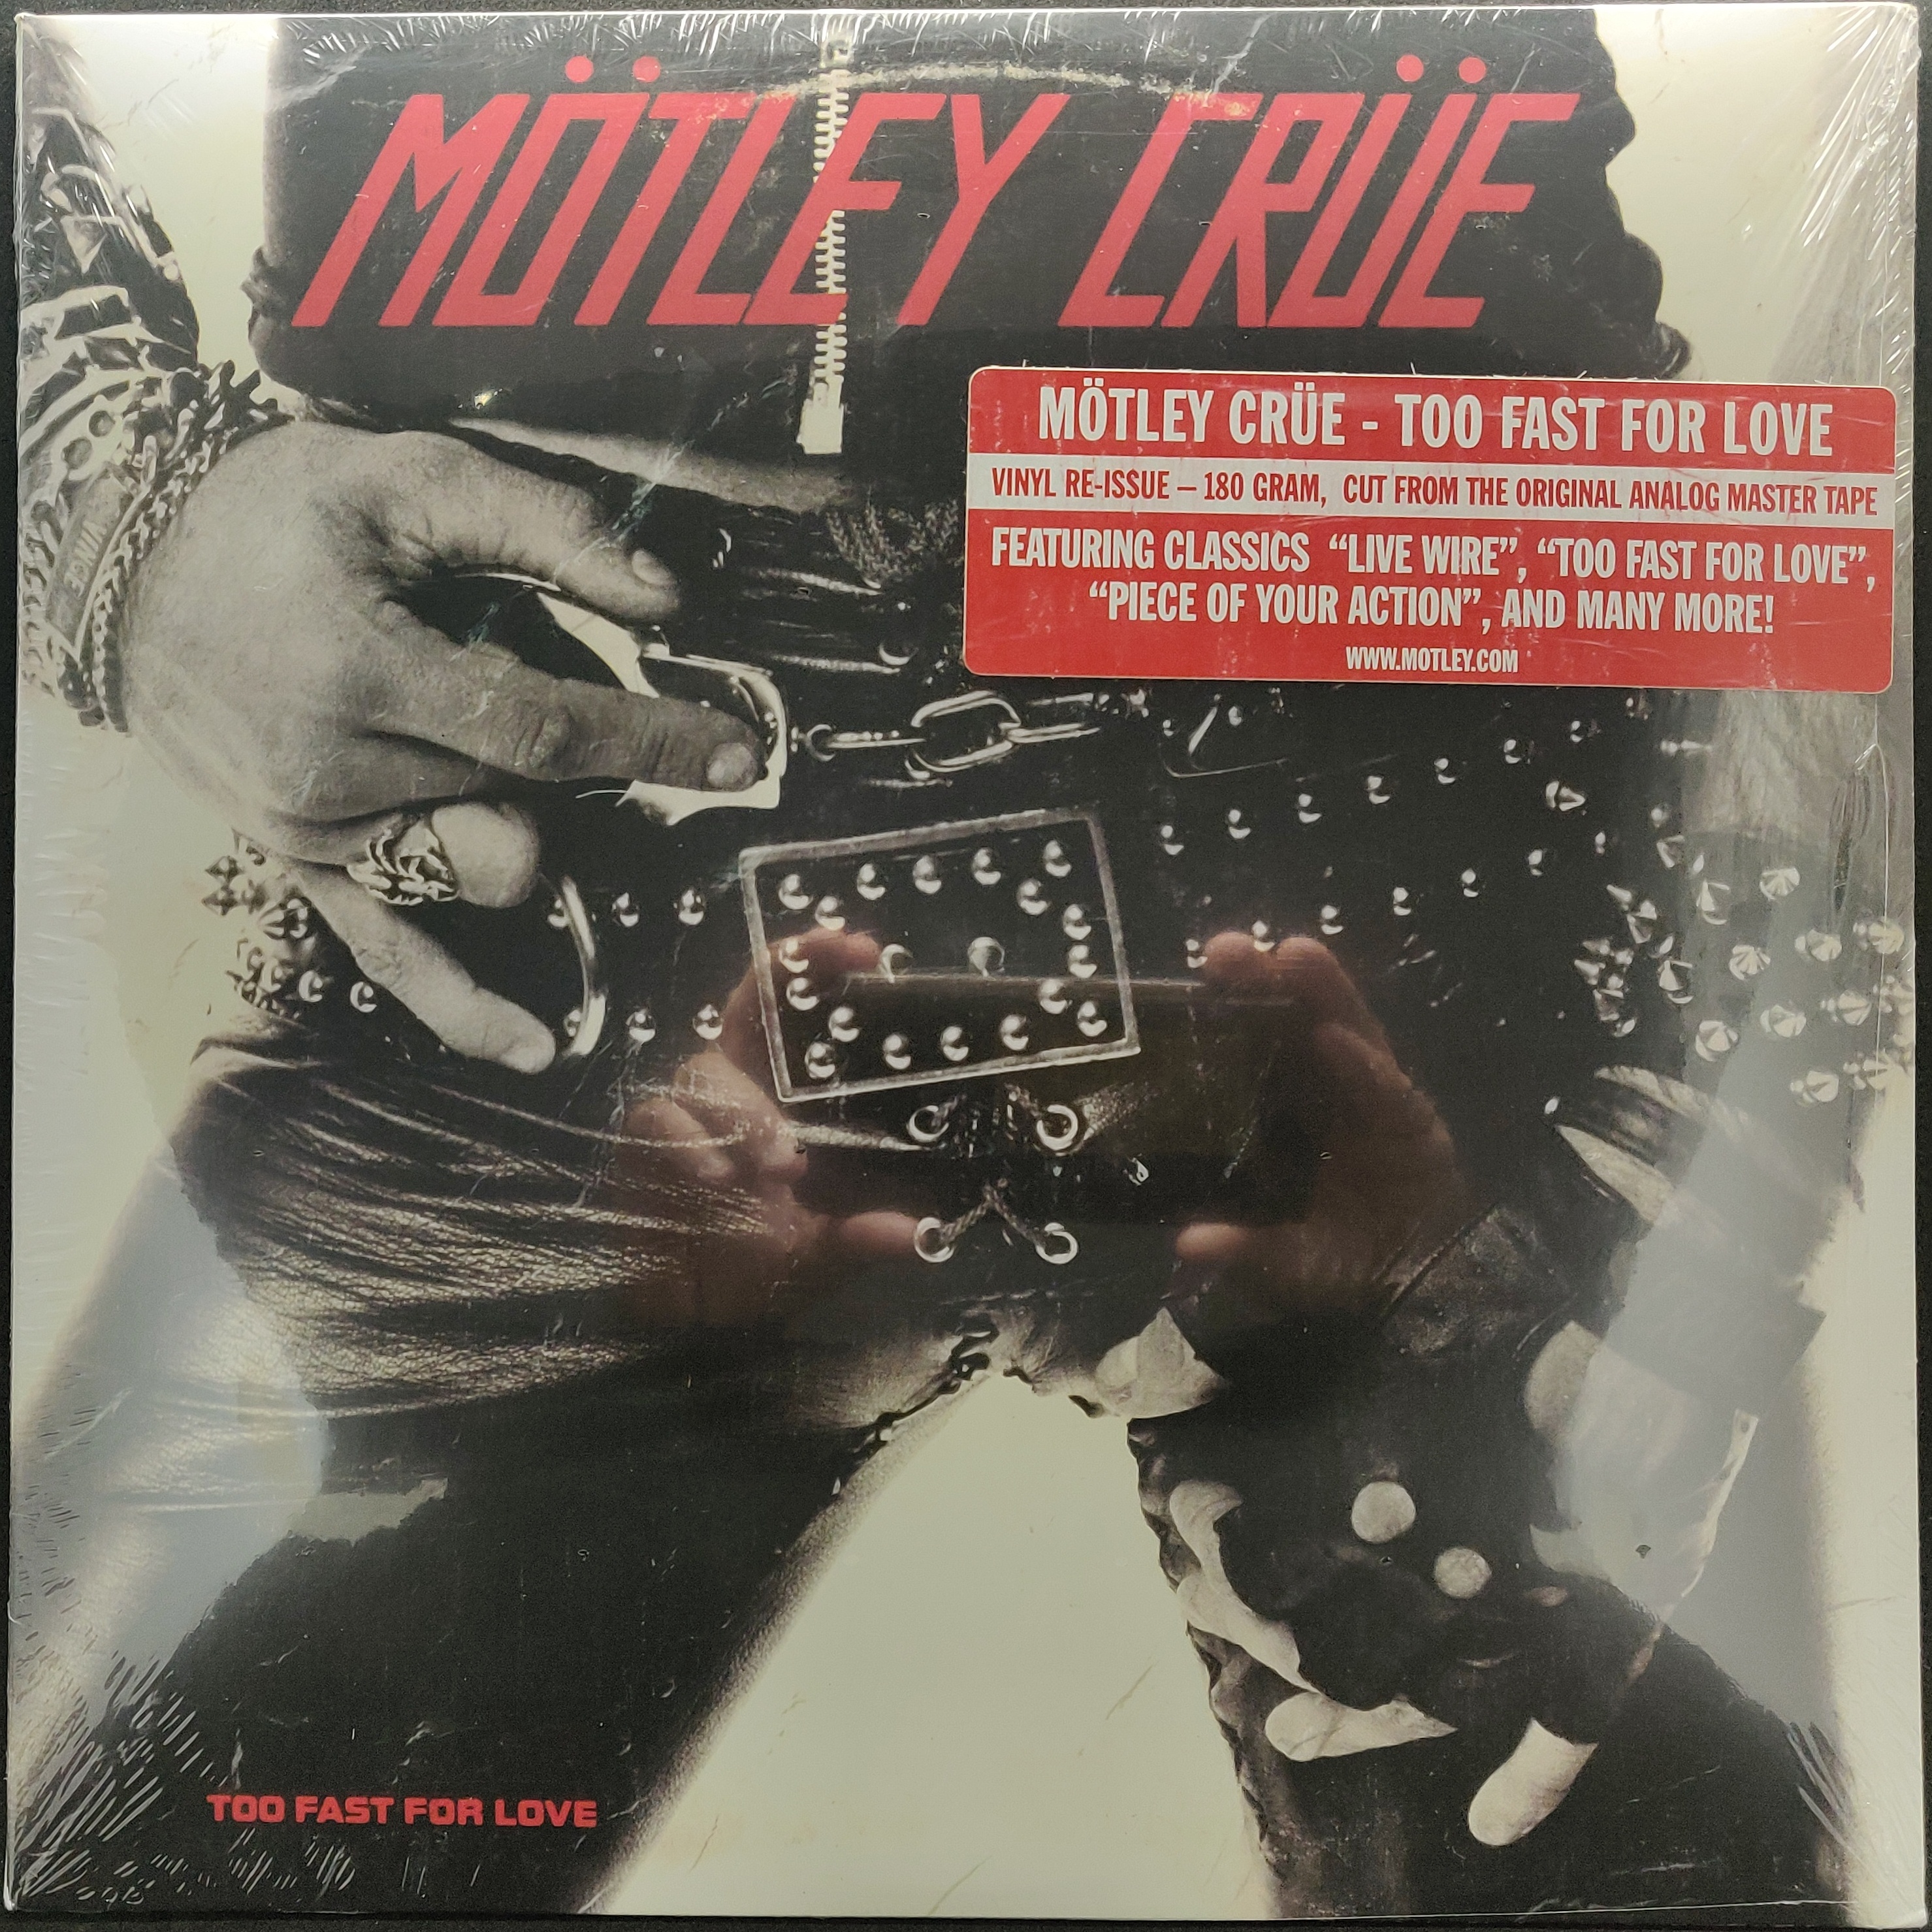 MÖTLEY CRÜE
MÖTLEY CRÜE - TOO FAST FOR LOVE
VINYL RE-ISSUE – 180 GRAM, CUT FROM THE ORIGINAL ANALOG MASTER TAPE
FEATURING CLASSICS “LIVE WIRE”, “TOO FAST FOR LOVE”,
“PIECE OF YOUR ACTION”, AND MANY MORE!
WWW.MOTLEY.COM
VINCE
TOO FAST FOR LOVE